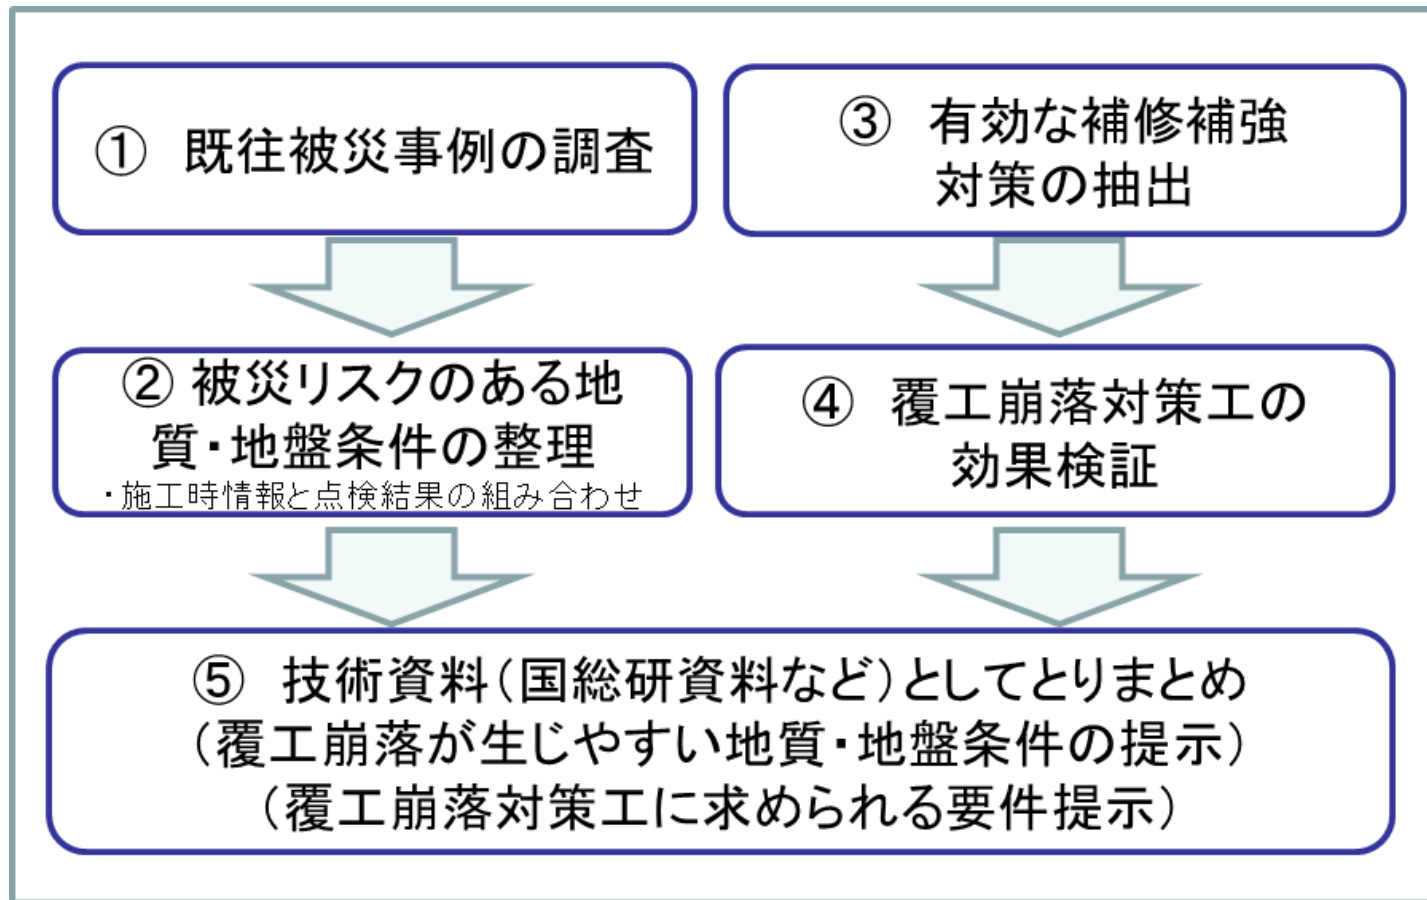 ① 既往被災事例の調査
② 被災リスクのある地
質・地盤条件の整理
・施工時情報と点検結果の組み合わせ
③ 有効な補修補強
対策の抽出
④ 覆工崩落対策工の
効果検証
⑤ 技術資料（国総研資料など）としてとりまとめ
（覆工崩落が生じやすい地質・地盤条件の提示）
（覆工崩落対策工に求められる要件提示）